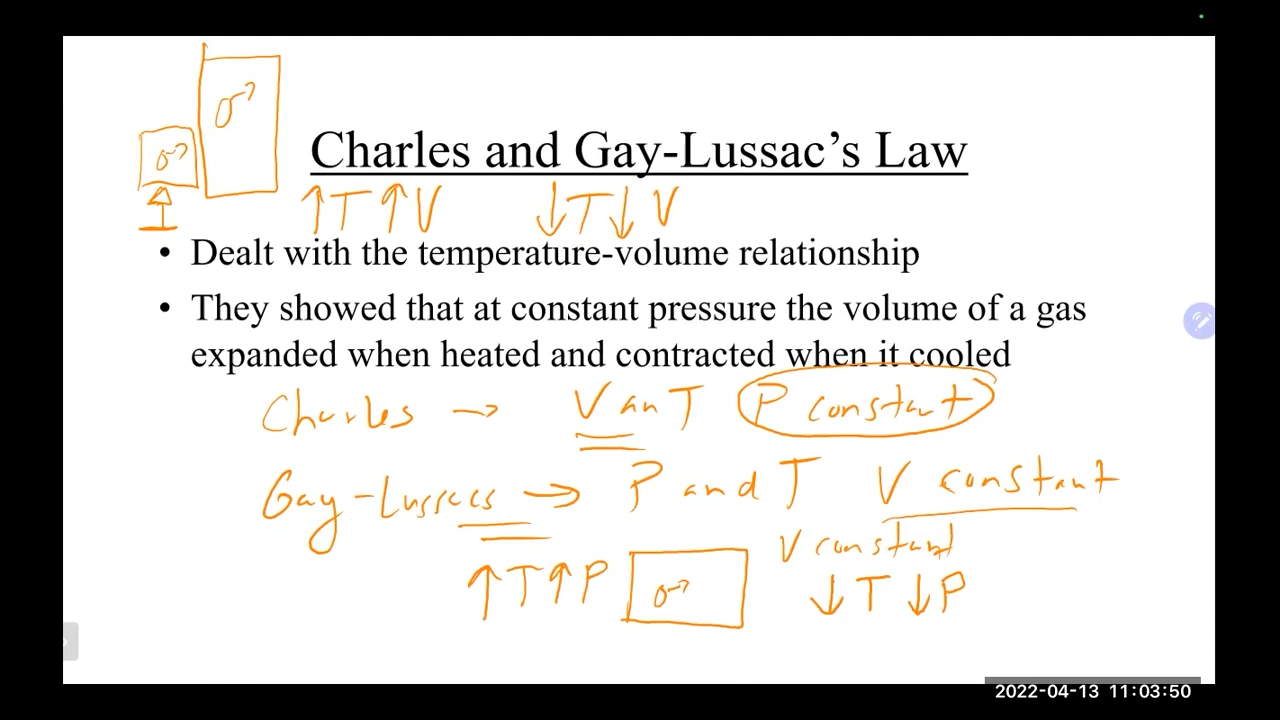 Charles and Gay-Lussac's Law
↑T↑V ↓T↓V
• Dealt with the temperature-volume relationship
• They showed that at constant pressure the volume of a gas
expanded when heated and contracted when it cooled
Charles → V an T P constant
Gay-Lussacs → P and T V constant
V constant
↑T↑P ↓T↓P
2022-04-13 11:03:50